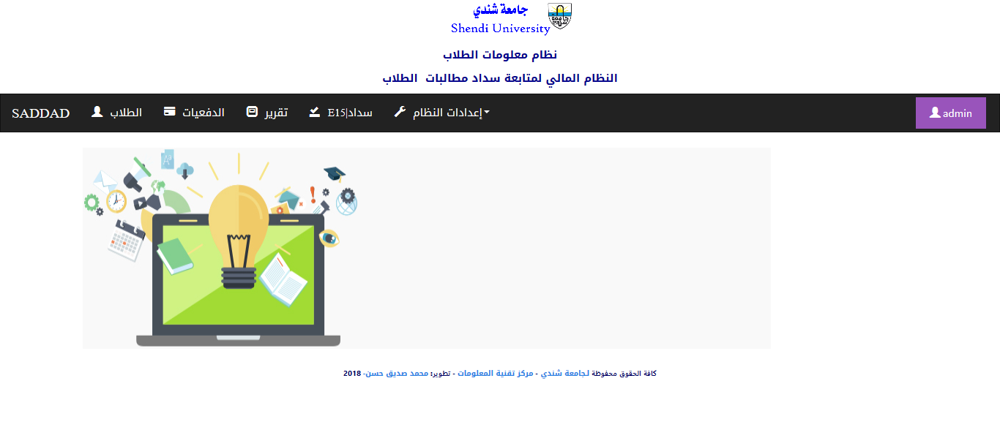 جامعة شندي
Shendi University
نظام معلومات الطلاب
النظام المالي لمتابعة سداد مطالبات الطلاب
SADDAD الطلاب الدفعيات تقرير سداد|E15 إعدادات النظام admin
كافة الحقوق محفوظة لـجامعة شندي - مركز تقنية المعلومات - تطوير: محمد صديق حسن- 2018